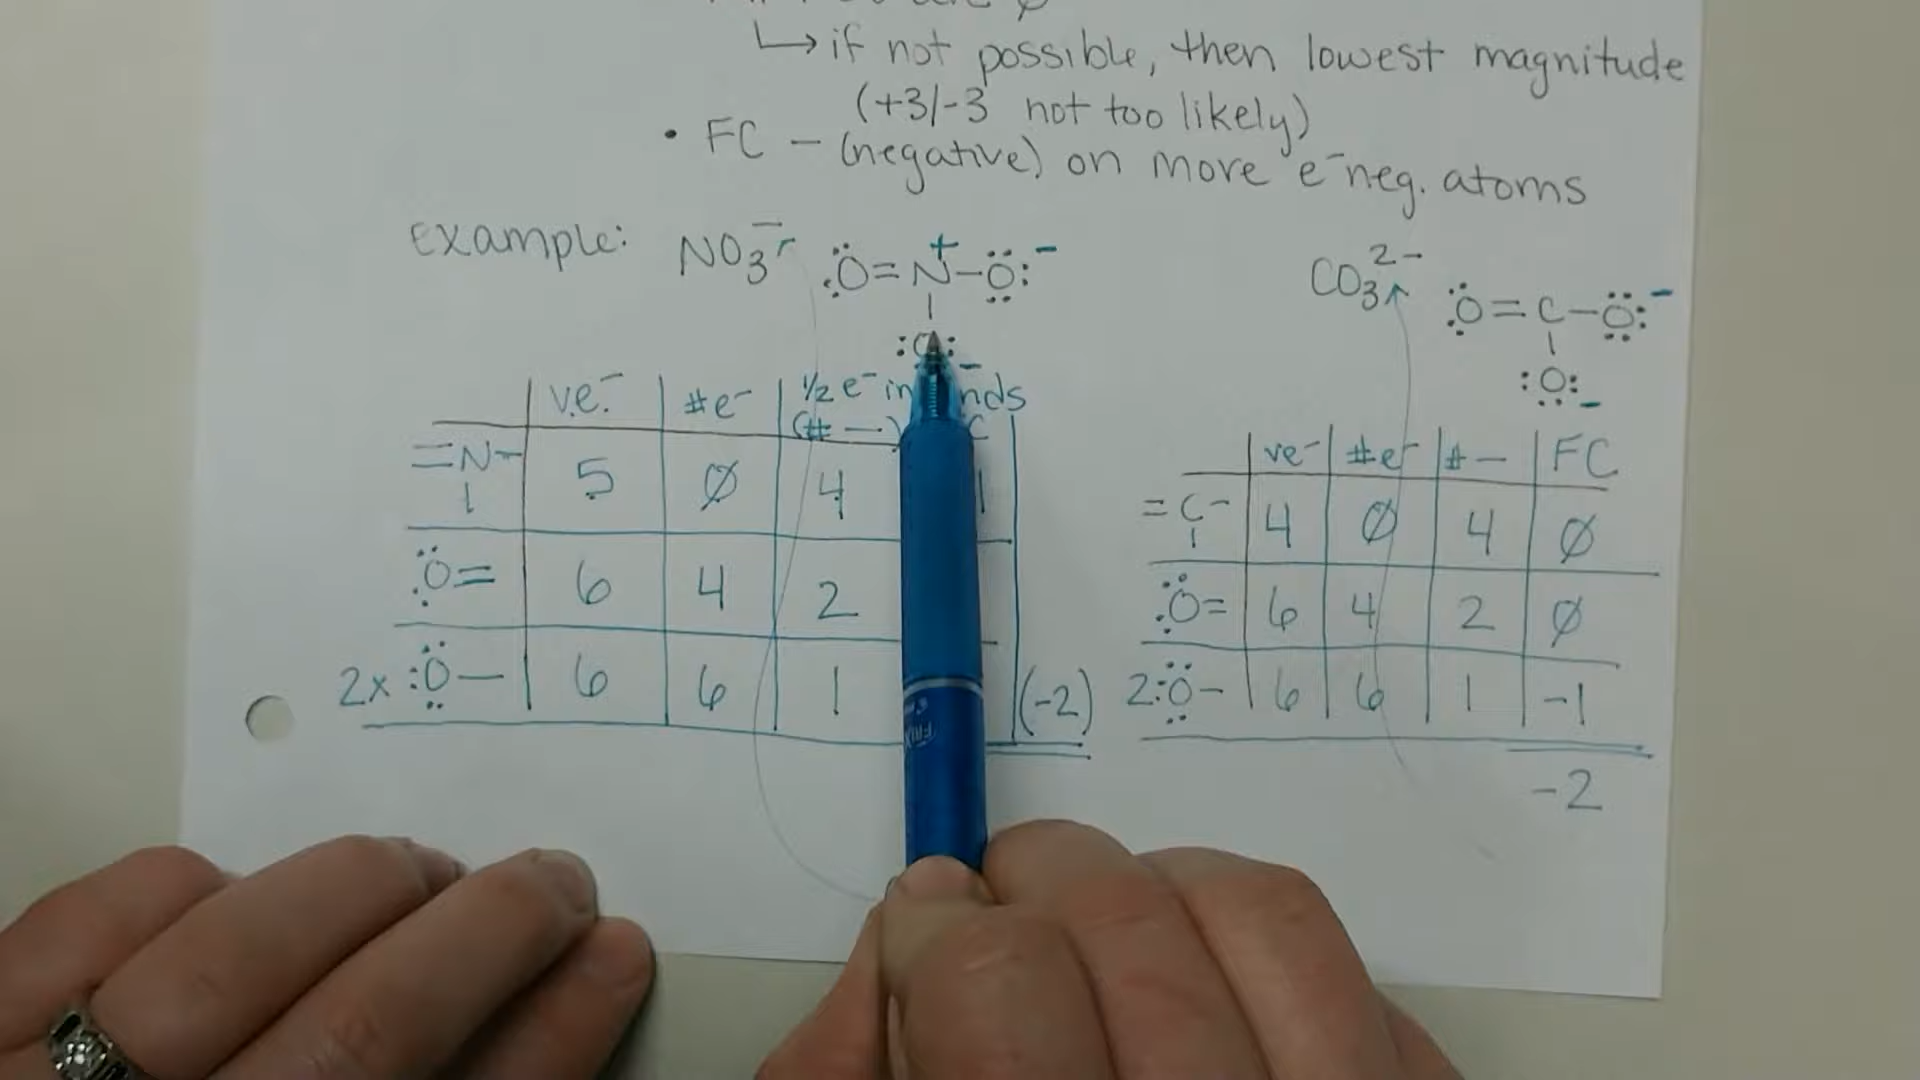 ↳ if not possible, then lowest magnitude
(+3/-3 not too likely)
• FC – (negative) on more e⁻neg. atoms
example: NO₃⁻
:Ö=N⁺–Ö:⁻
:O:⁻
CO₃²⁻
:Ö=C–Ö:⁻
:O:⁻
v.e.⁻ #e⁻ ½ e⁻ in
(# —)
=N– 5 ∅ 4 1
:Ö= 6 4 2
2x :Ö— 6 6 1 (-2)
ve⁻ #e⁻ #— FC
=C– 4 ∅ 4 ∅
:Ö= 6 4 2 ∅
2:Ö– 6 6 1 -1
-2